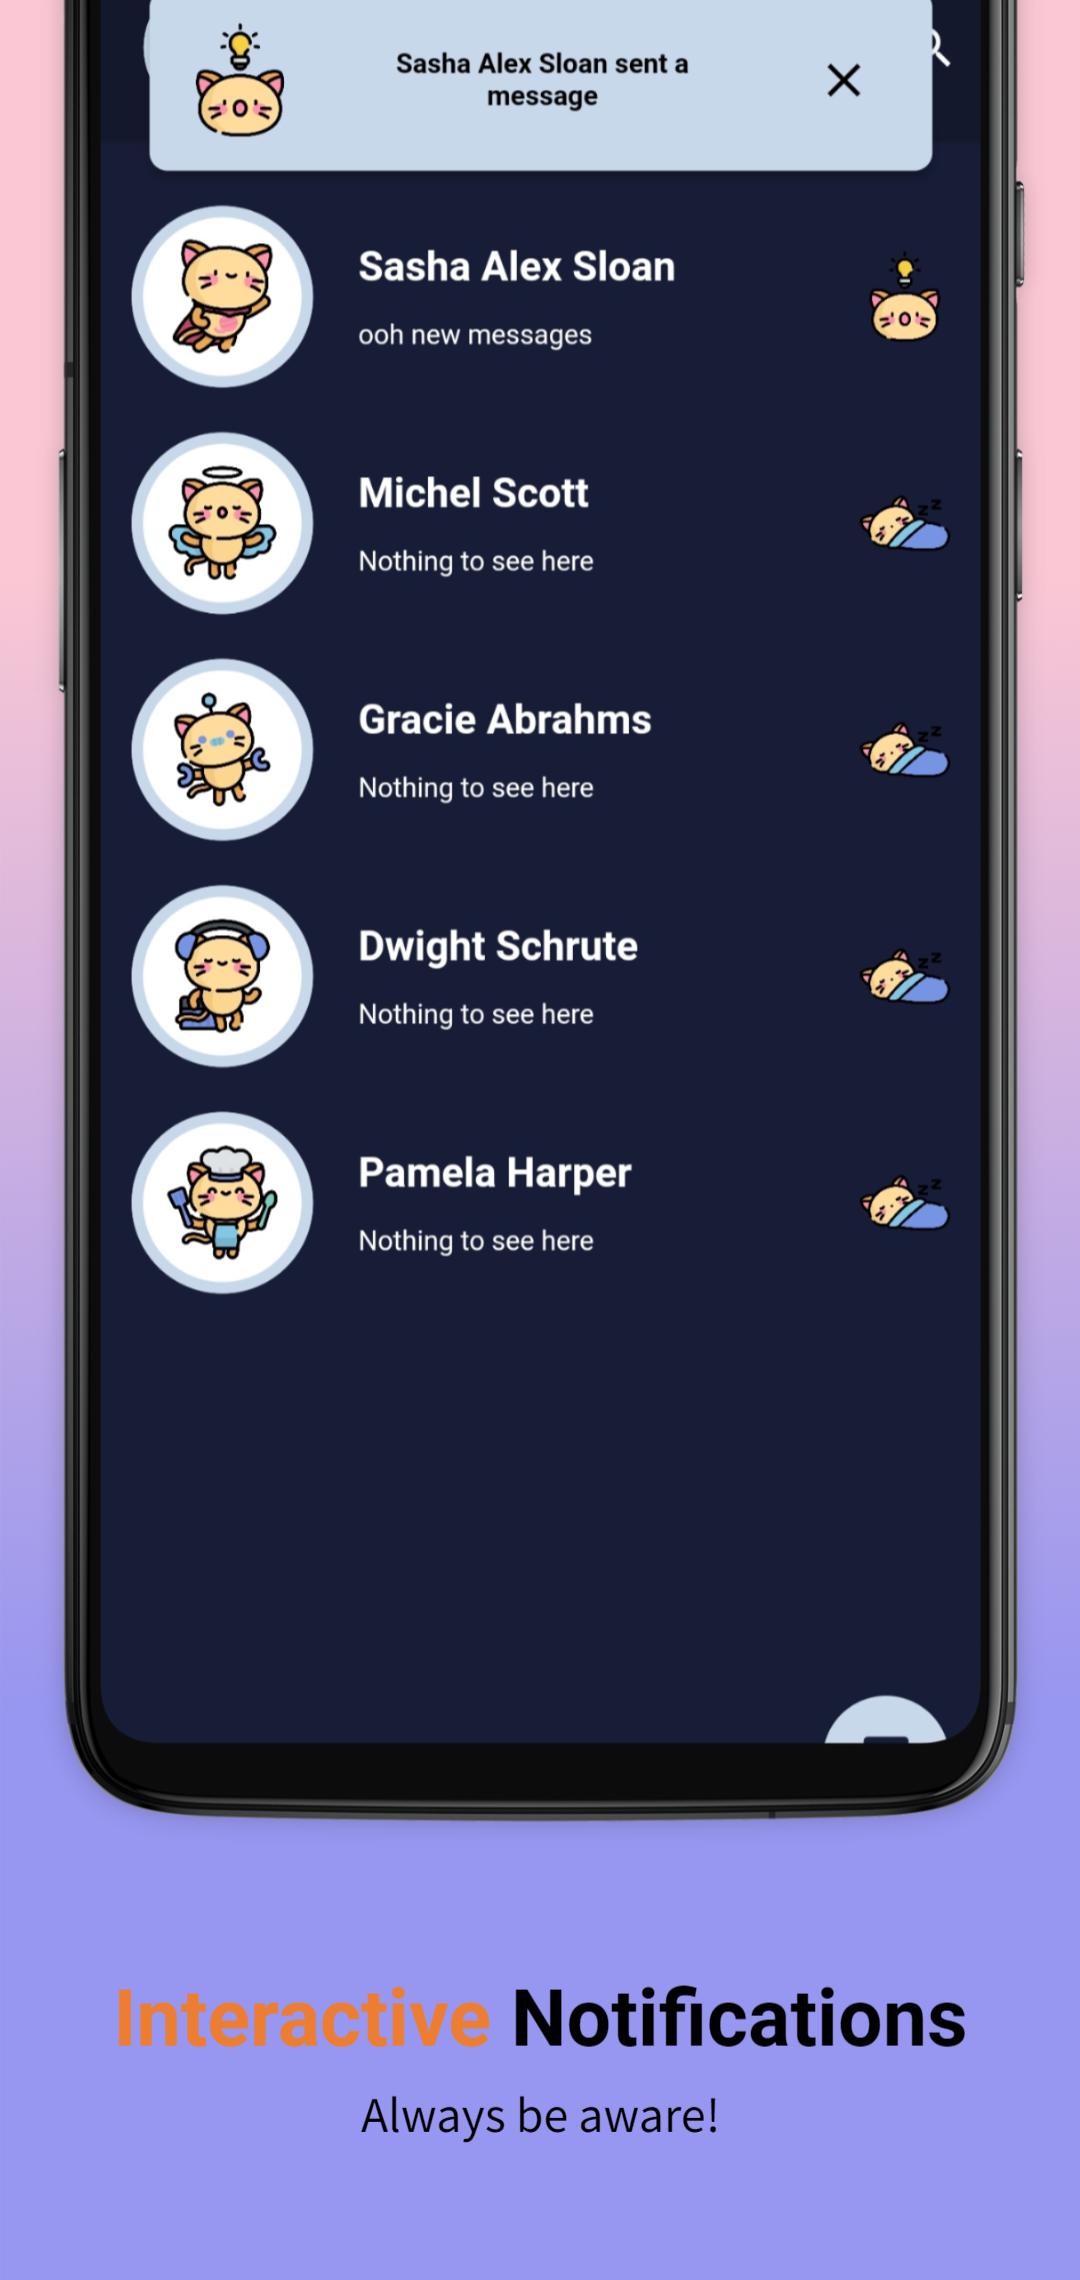 Sasha Alex Sloan sent a
message
Sasha Alex Sloan
ooh new messages
Michel Scott
Nothing to see here
Gracie Abrahms
Nothing to see here
Dwight Schrute
Nothing to see here
Pamela Harper
Nothing to see here
Interactive Notifications
Always be aware!